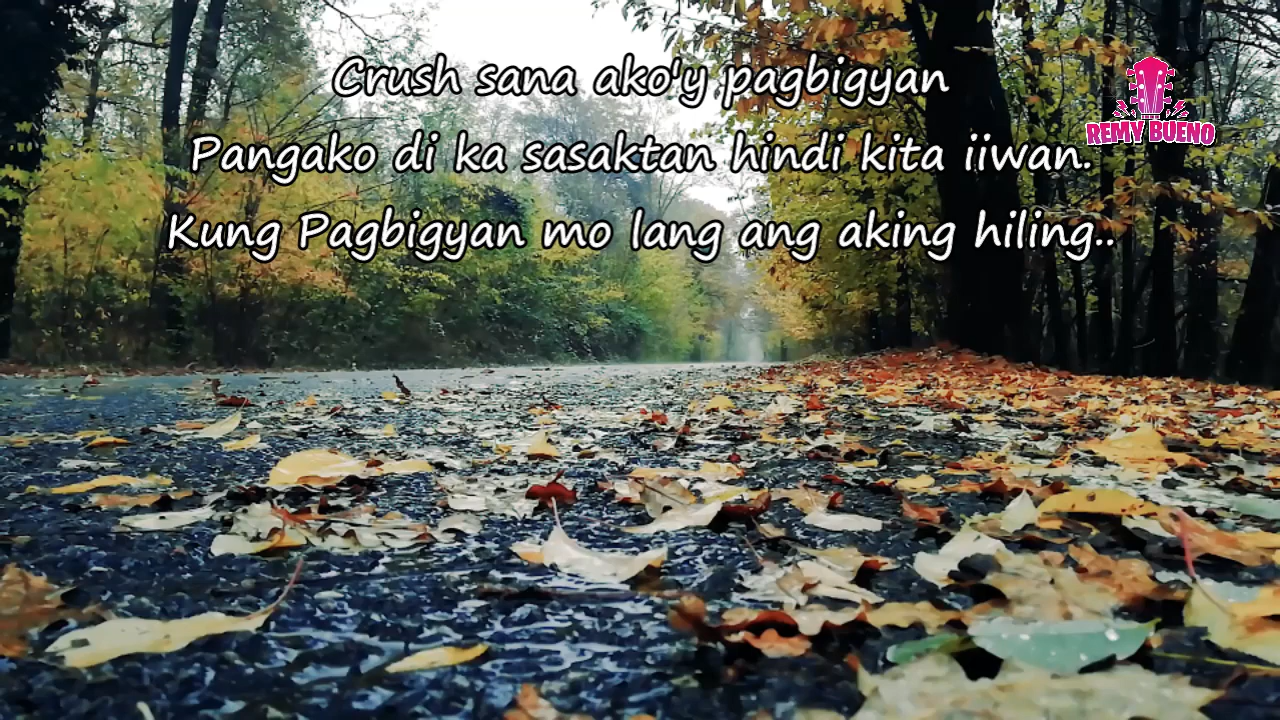 Crush sana ako'y pagbigyan
Pangako di ka sasaktan hindi kita iiwan.
Kung Pagbigyan mo lang ang aking hiling..
REMY BUENO